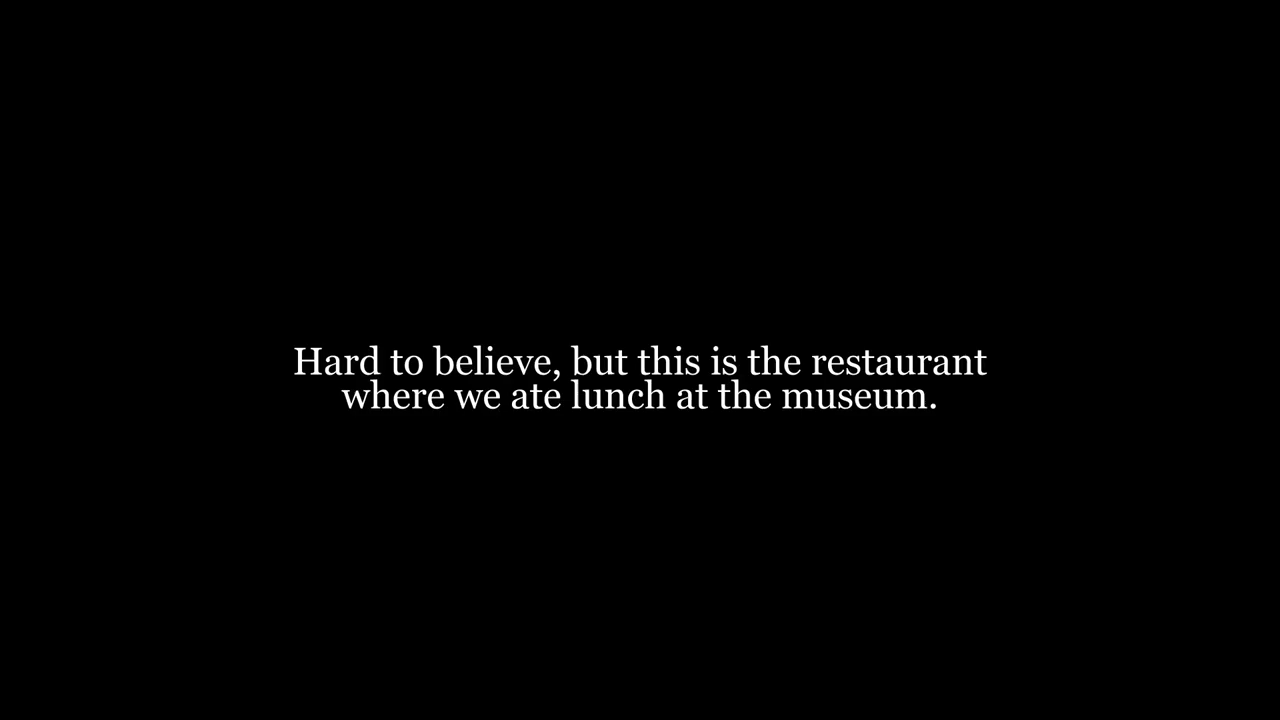 Hard to believe, but this is the restaurant
where we ate lunch at the museum.